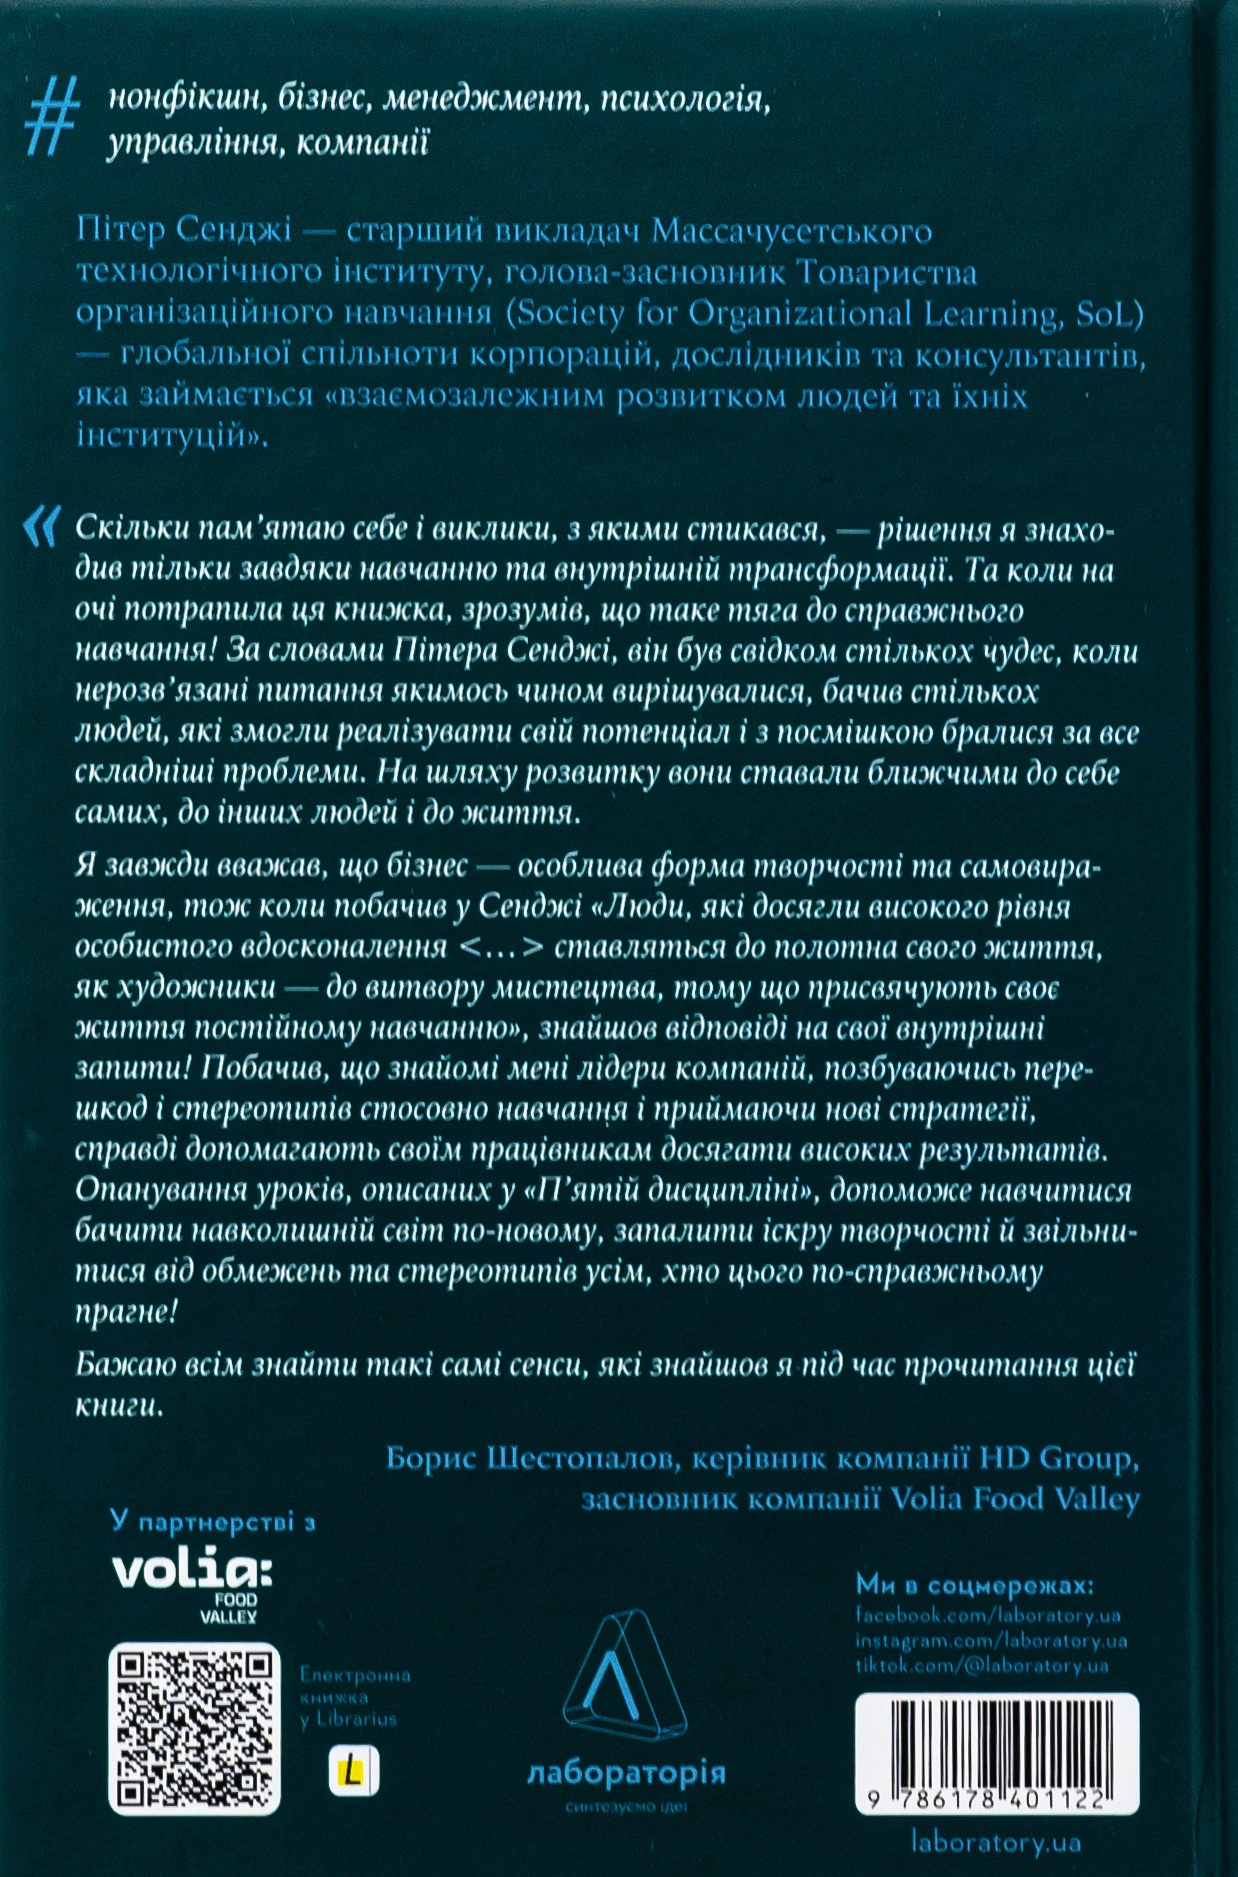 # нонфікшн, бізнес, менеджмент, психологія,
управління, компанії
Пітер Сенджі — старший викладач Массачусетського
технологічного інституту, голова-засновник Товариства
організаційного навчання (Society for Organizational Learning, SoL)
— глобальної спільноти корпорацій, дослідників та консультантів,
яка займається «взаємозалежним розвитком людей та їхніх
інституцій».
« Скільки пам’ятаю себе і виклики, з якими стикався, — рішення я знахо-
див тільки завдяки навчанню та внутрішній трансформації. Та коли на
очі потрапила ця книжка, зрозумів, що таке тяга до справжнього
навчання! За словами Пітера Сенджі, він був свідком стількох чудес, коли
нерозв’язані питання якимось чином вирішувалися, бачив стількох
людей, які змогли реалізувати свій потенціал і з посмішкою бралися за все
складніші проблеми. На шляху розвитку вони ставали ближчими до себе
самих, до інших людей і до життя.
Я завжди вважав, що бізнес — особлива форма творчості та самовира-
ження, тож коли побачив у Сенджі «Люди, які досягли високого рівня
особистого вдосконалення <...> ставляться до полотна свого життя,
як художники — до витвору мистецтва, тому що присвячують своє
життя постійному навчанню», знайшов відповіді на свої внутрішні
запити! Побачив, що знайомі мені лідери компаній, позбуваючись пере-
шкод і стереотипів стосовно навчання і приймаючи нові стратегії,
справді допомагають своїм працівникам досягати високих результатів.
Опанування уроків, описаних у «П’ятій дисципліні», допоможе навчитися
бачити навколишній світ по-новому, запалити іскру творчості й звільни-
тися від обмежень та стереотипів усім, хто цього по-справжньому
прагне!
Бажаю всім знайти такі самі сенси, які знайшов я під час прочитання цієї
книги.
Борис Шестопалов, керівник компанії HD Group,
засновник компанії Volia Food Valley
У партнерстві з
volia:
FOOD
VALLEY
Електронна
книжка
у Librarius
L
лабораторія
синтезуємо ідеї
Ми в соцмережах:
facebook.com/laboratory.ua
instagram.com/laboratory.ua
tiktok.com/@laboratory.ua
9 786178 401122
laboratory.ua